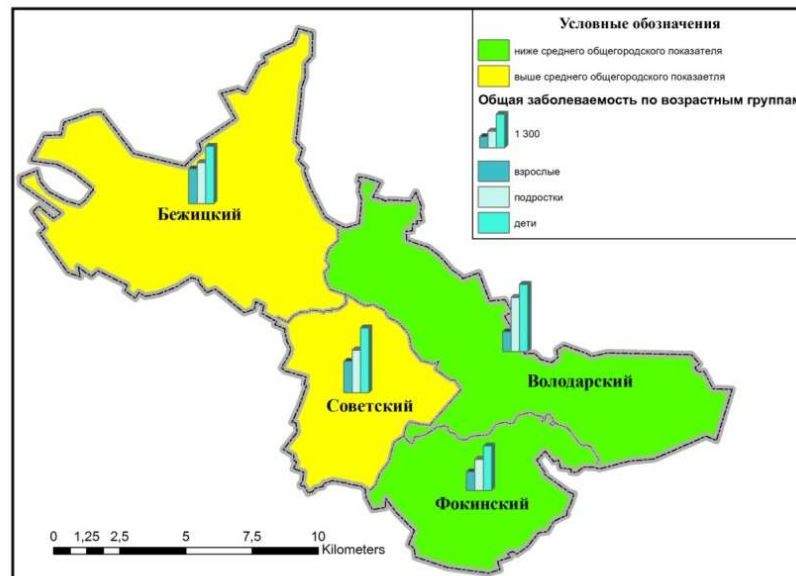 Условные обозначения
ниже среднего общегородского показателя
выше среднего общегородского показаетля
Общая заболеваемость по возрастным группам
1 300
взрослые
подростки
дети
Бежицкий
Володарский
Советский
Фокинский
0 1,25 2,5 5 7,5 10
Kilometers